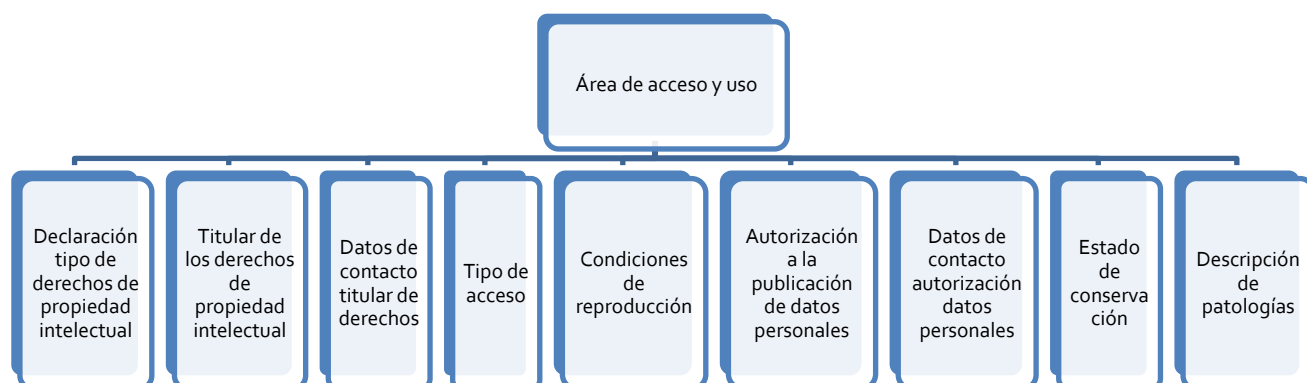 Área de acceso y uso
Declaración
tipo de
derechos de
propiedad
intelectual
Titular de
los derechos
de
propiedad
intelectual
Datos de
contacto
titular de
derechos
Tipo de
acceso
Condiciones
de
reproducción
Autorización
a la
publicación
de datos
personales
Datos de
contacto
autorización
datos
personales
Estado
de
conserva
ción
Descripción
de
patologías